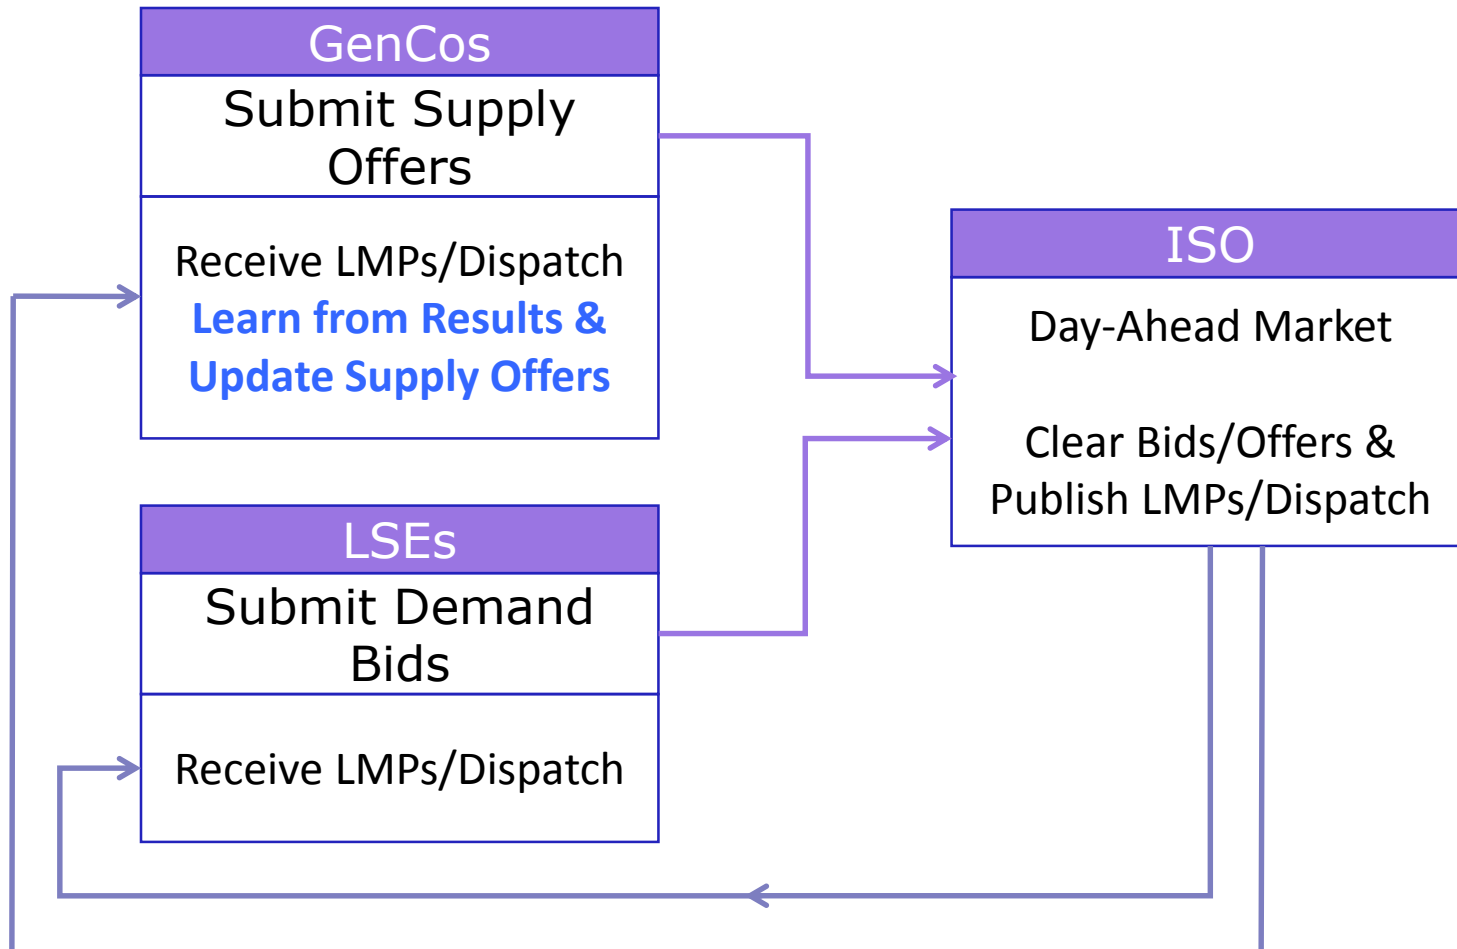 GenCos
Submit Supply
Offers
Receive LMPs/Dispatch
Learn from Results &
Update Supply Offers
ISO
Day-Ahead Market
Clear Bids/Offers &
Publish LMPs/Dispatch
LSEs
Submit Demand
Bids
Receive LMPs/Dispatch